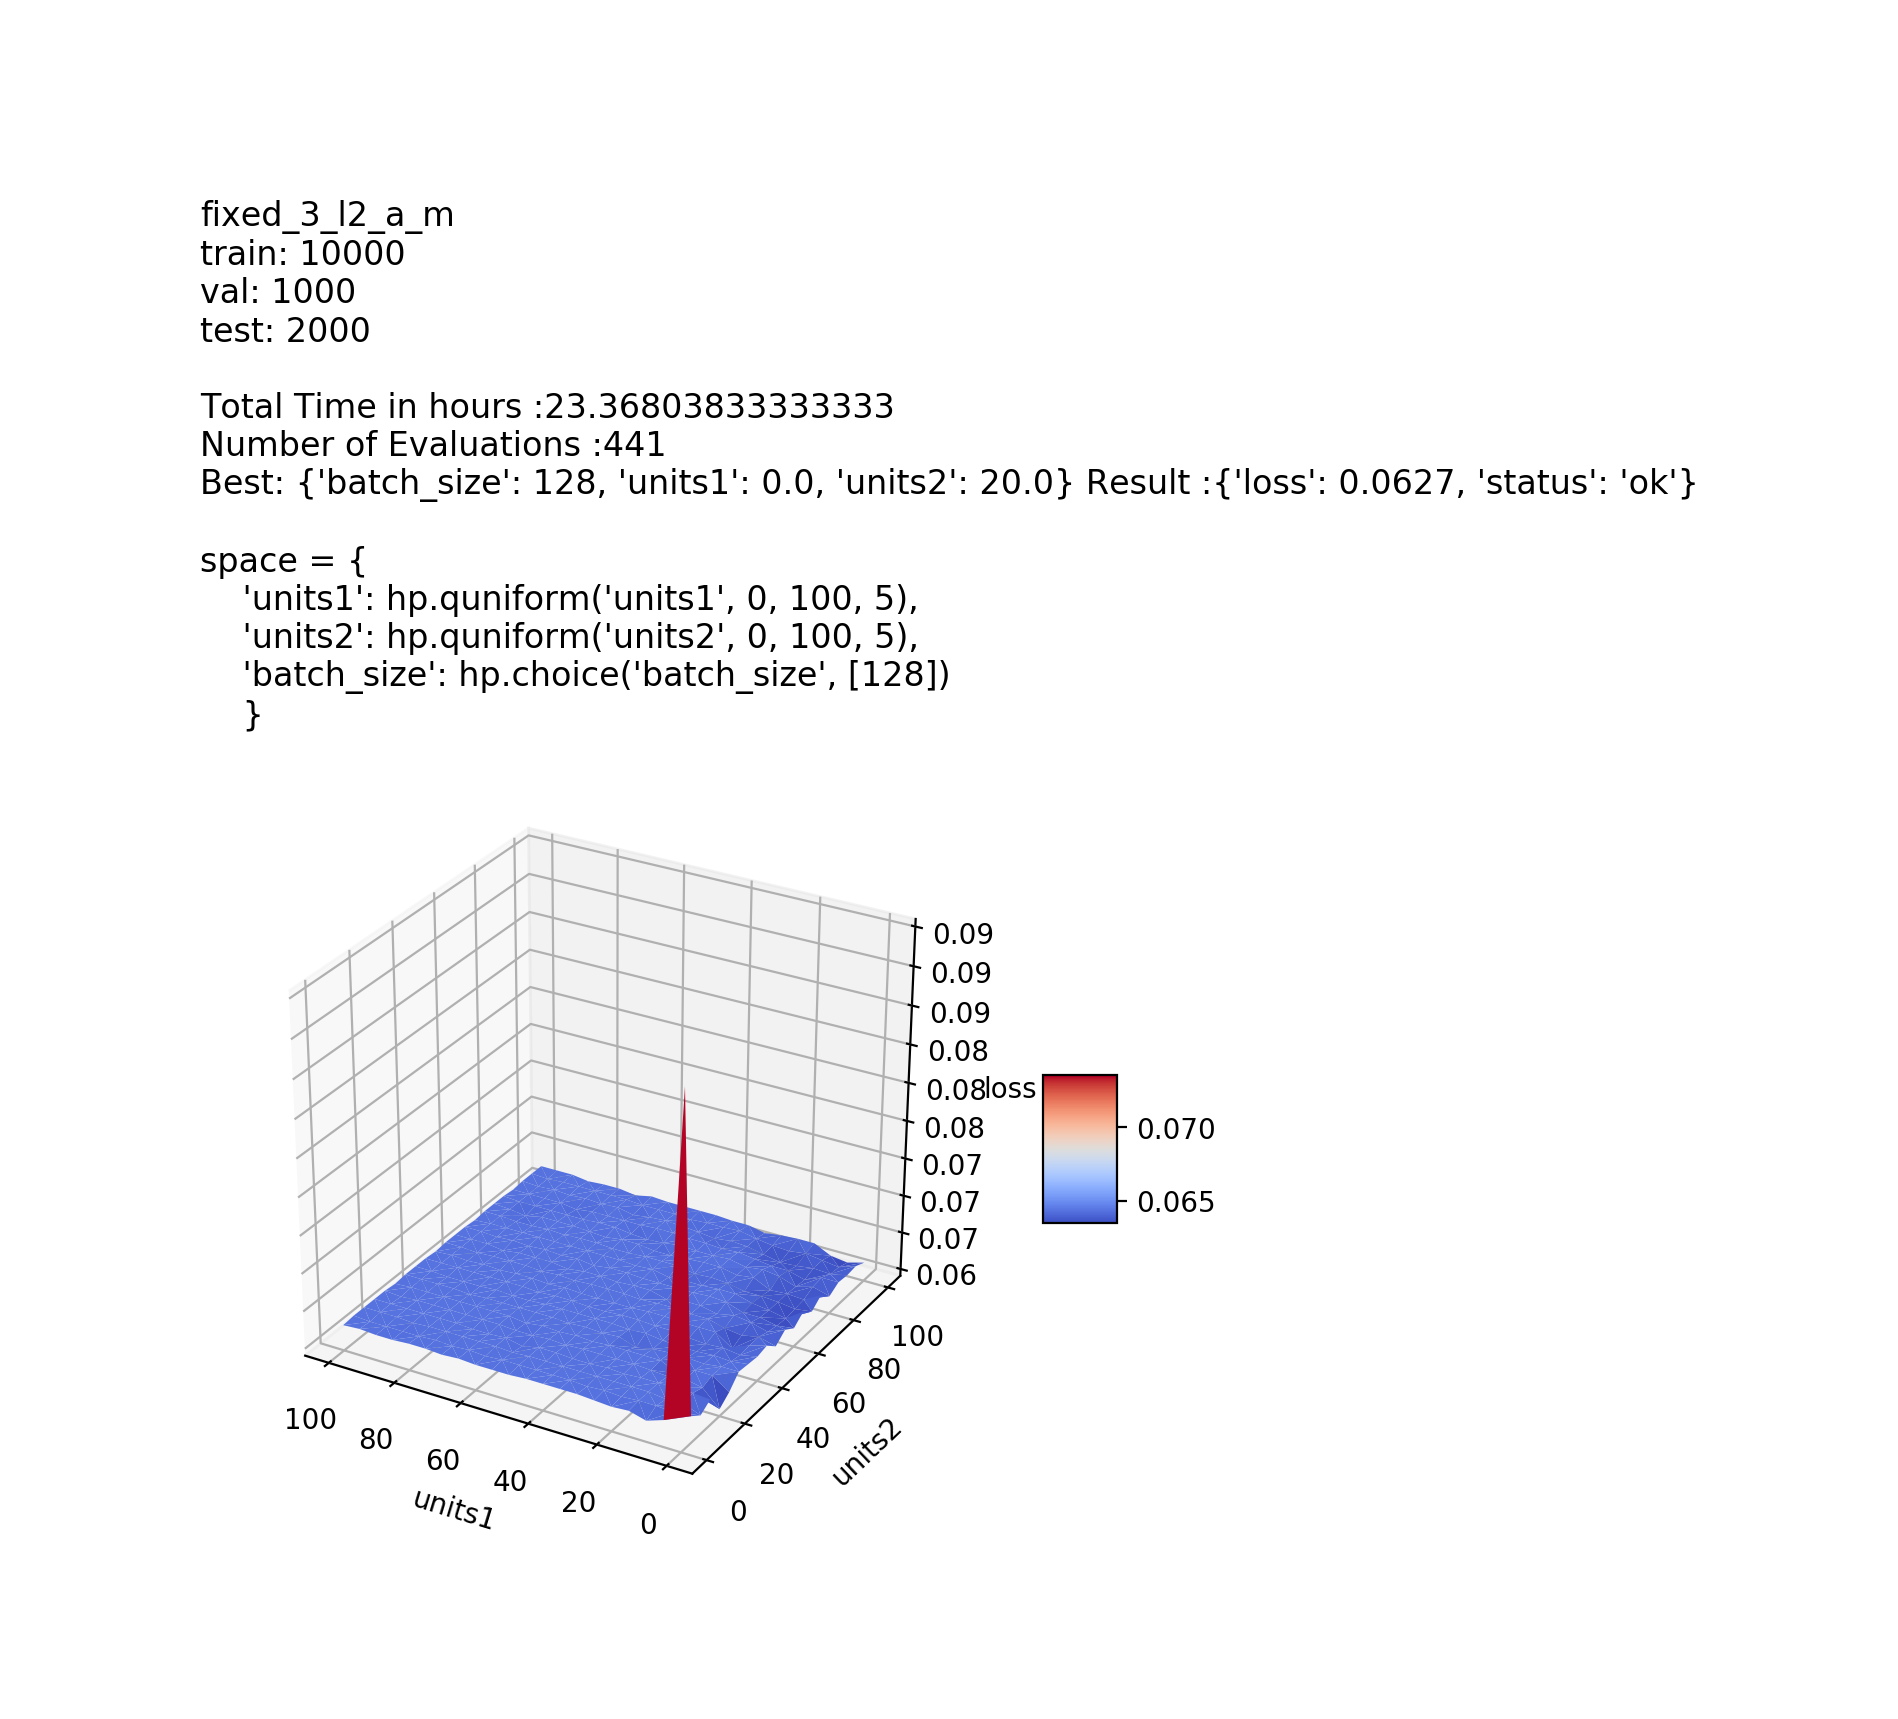 fixed_3_l2_a_m
train: 10000
val: 1000
test: 2000
Total Time in hours :23.36803833333333
Number of Evaluations :441
Best: {'batch_size': 128, 'units1': 0.0, 'units2': 20.0} Result :{'loss': 0.0627, 'status': 'ok'}
space = {
'units1': hp.quniform('units1', 0, 100, 5),
'units2': hp.quniform('units2', 0, 100, 5),
'batch_size': hp.choice('batch_size', [128])
}
0.09
0.09
0.09
0.08
0.08
0.08
0.07
0.07
0.07
0.06
loss
0.070
0.065
100
80
60
40
20
0
units1
100
80
60
40
20
0
units2